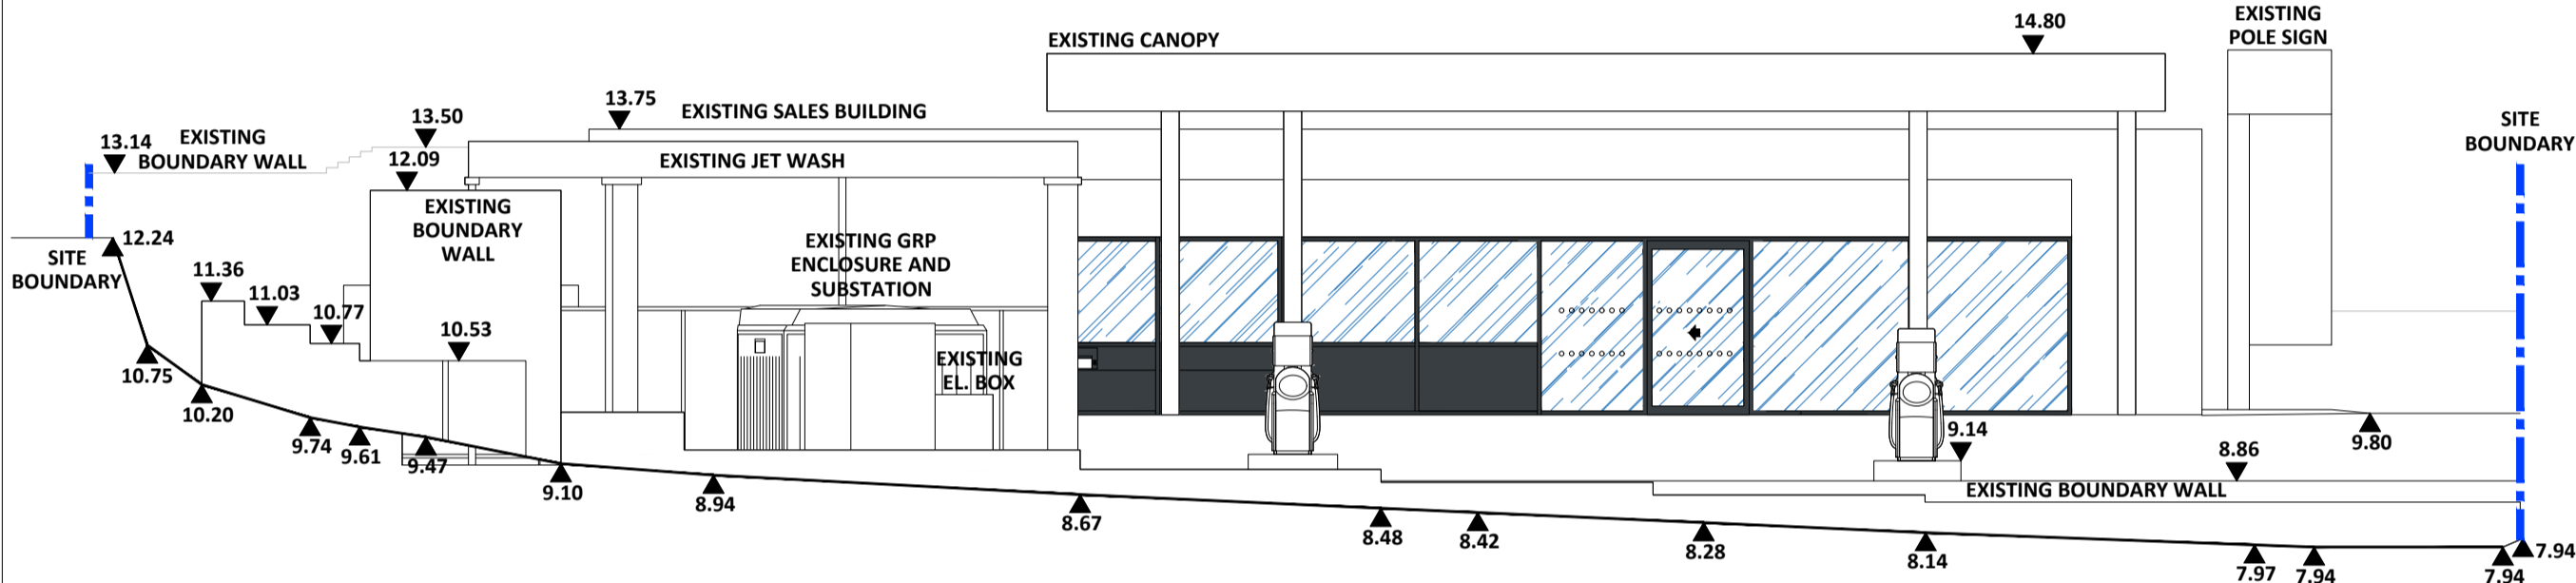 EXISTING
POLE SIGN
14.80
EXISTING CANOPY
13.75
EXISTING SALES BUILDING
13.50
13.14
EXISTING
BOUNDARY WALL
12.09
EXISTING JET WASH
SITE
BOUNDARY
EXISTING
BOUNDARY
WALL
12.24
SITE
BOUNDARY
EXISTING GRP
ENCLOSURE AND
SUBSTATION
11.36
11.03
10.77
10.53
EXISTING
EL. BOX
10.75
10.20
9.74
9.61
9.47
9.10
8.94
8.67
8.48
8.42
8.28
8.14
9.14
9.80
8.86
EXISTING BOUNDARY WALL
7.97
7.94
7.94
7.94